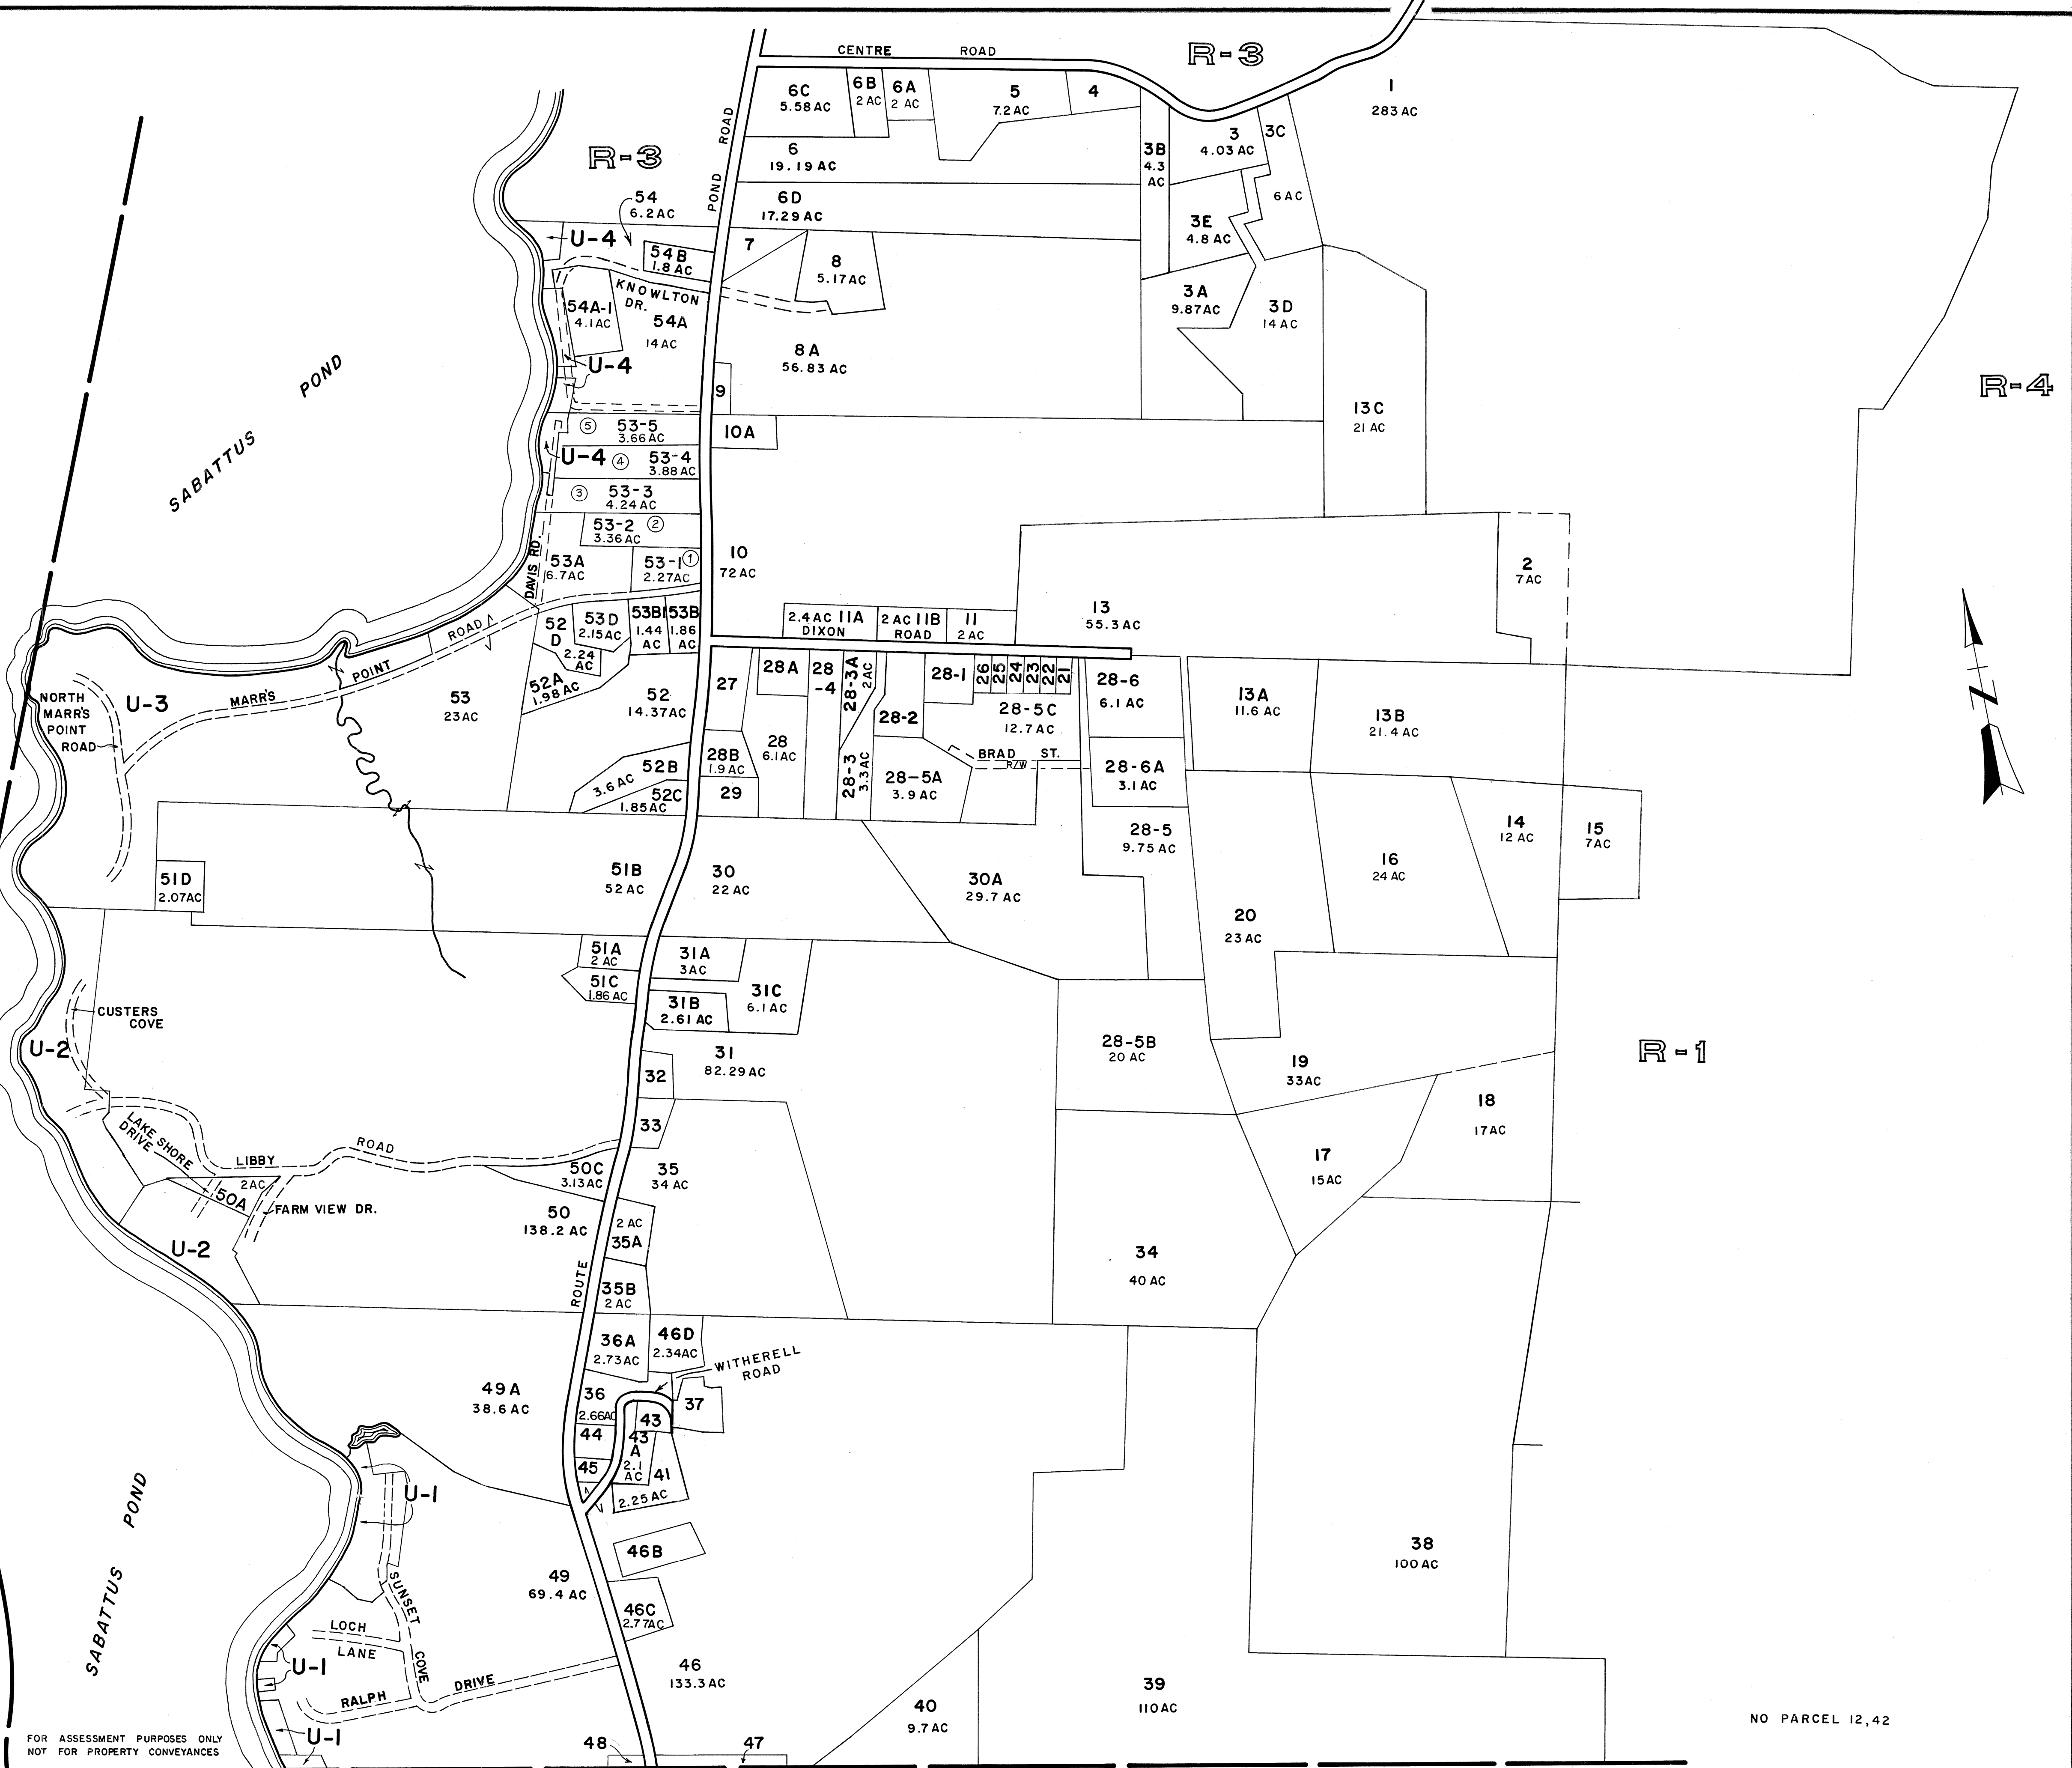 CENTRE ROAD
R-3
1
283 AC
6C
5.58 AC
6B
2 AC
6A
2 AC
5
7.2 AC
4
3B
4.3
AC
3
4.03 AC
3C
6 AC
POND ROAD
R-3
6
19.19 AC
54
6.2 AC
6D
17.29 AC
3E
4.8 AC
U-4
54B
1.8 AC
7
8
5.17 AC
KNOWLTON
DR.
54A-1
4.1 AC
54A
14 AC
3A
9.87 AC
3D
14 AC
8A
56.83 AC
U-4
9
R-4
SABATTUS POND
13C
21 AC
5
53-5
3.66 AC
10A
U-4
4
53-4
3.88 AC
3
53-3
4.24 AC
53-2
2
3.36 AC
DAVIS RD.
53A
6.7 AC
53-1
1
2.27 AC
10
72 AC
2
7 AC
13
55.3 AC
2.4 AC 11A
2 AC 11B
11
2 AC
DIXON ROAD
52
D
2.24
AC
53D
2.15 AC
53B1
1.44
AC
53B
1.86
AC
MARR'S POINT ROAD
NORTH
MARR'S
POINT
ROAD
U-3
53
23 AC
52A
1.98 AC
52
14.37 AC
27
28A
28
-4
28-3A
2 AC
28-1
26
25
24
23
22
21
28-6
6.1 AC
13A
11.6 AC
13B
21.4 AC
28-2
28-5C
12.7 AC
28
6.1 AC
28B
1.9 AC
28-3
3.3 AC
BRAD ST.
R/W
28-5A
3.9 AC
28-6A
3.1 AC
52B
3.6 AC
52C
1.85 AC
29
28-5
9.75 AC
14
12 AC
15
7 AC
16
24 AC
51D
2.07 AC
51B
52 AC
30
22 AC
30A
29.7 AC
20
23 AC
51A
2 AC
31A
3 AC
51C
1.86 AC
31B
2.61 AC
31C
6.1 AC
CUSTERS
COVE
U-2
31
82.29 AC
32
28-5B
20 AC
19
33 AC
R-1
18
17 AC
33
LAKE SHORE
DRIVE
LIBBY ROAD
2 AC
50A
FARM VIEW DR.
50C
3.13 AC
35
34 AC
17
15 AC
50
138.2 AC
2 AC
35A
U-2
34
40 AC
ROUTE
35B
2 AC
36A
2.73 AC
46D
2.34 AC
WITHERELL
ROAD
49A
38.6 AC
36
2.66 AC
37
43
44
43
A
2.1
AC
45
41
2.25 AC
U-1
46B
38
100 AC
SABATTUS POND
49
69.4 AC
46C
2.77 AC
SUNSET COVE
LOCH
LANE
U-1
RALPH DRIVE
46
133.3 AC
39
110 AC
40
9.7 AC
NO PARCEL 12,42
U-1
48
47
FOR ASSESSMENT PURPOSES ONLY
NOT FOR PROPERTY CONVEYANCES